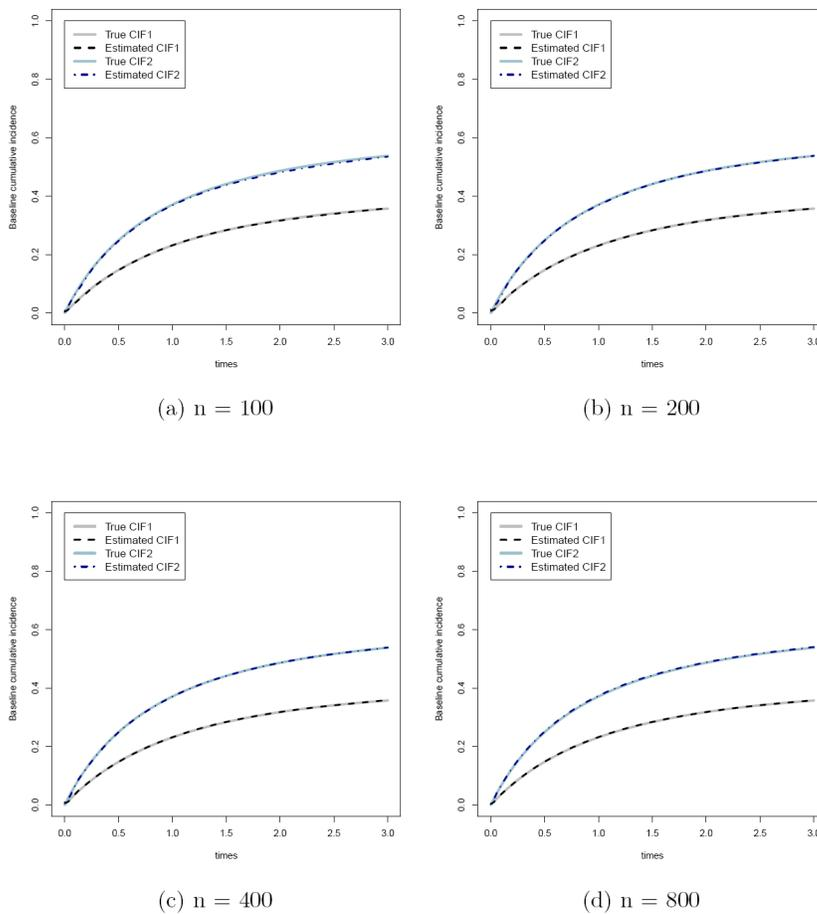 True CIF1
Estimated CIF1
True CIF2
Estimated CIF2
Baseline cumulative incidence
1.0
0.8
0.6
0.4
0.2
0.0
0.0 0.5 1.0 1.5 2.0 2.5 3.0
times
(a) n = 100
True CIF1
Estimated CIF1
True CIF2
Estimated CIF2
Baseline cumulative incidence
1.0
0.8
0.6
0.4
0.2
0.0
0.0 0.5 1.0 1.5 2.0 2.5 3.0
times
(b) n = 200
True CIF1
Estimated CIF1
True CIF2
Estimated CIF2
Baseline cumulative incidence
1.0
0.8
0.6
0.4
0.2
0.0
0.0 0.5 1.0 1.5 2.0 2.5 3.0
times
(c) n = 400
True CIF1
Estimated CIF1
True CIF2
Estimated CIF2
Baseline cumulative incidence
1.0
0.8
0.6
0.4
0.2
0.0
0.0 0.5 1.0 1.5 2.0 2.5 3.0
times
(d) n = 800